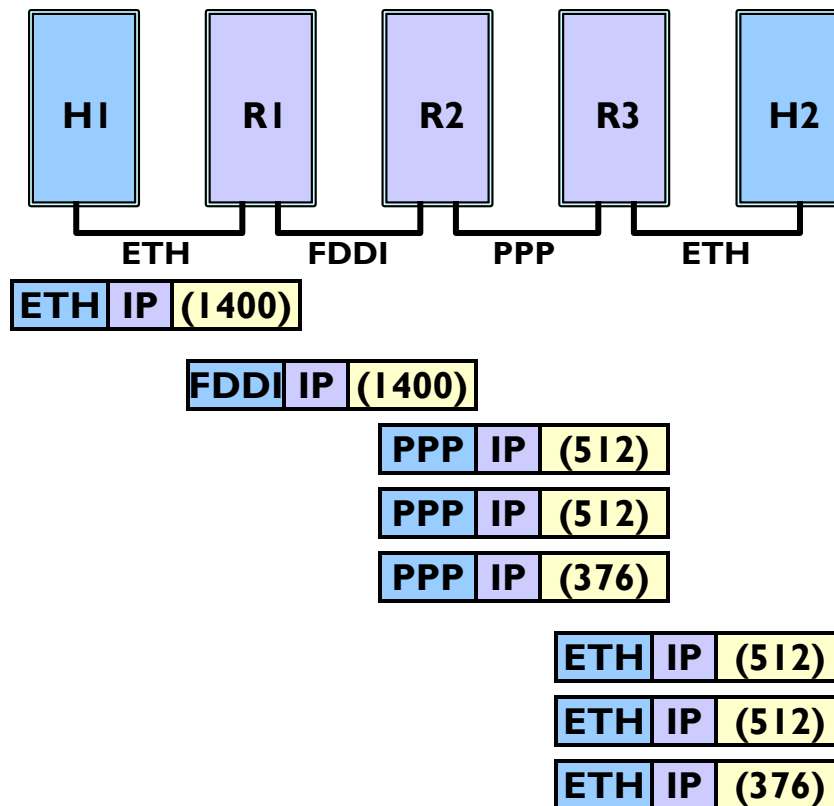 H1 R1 R2 R3 H2
ETH FDDI PPP ETH
ETH IP (1400)
FDDI IP (1400)
PPP IP (512)
PPP IP (512)
PPP IP (376)
ETH IP (512)
ETH IP (512)
ETH IP (376)